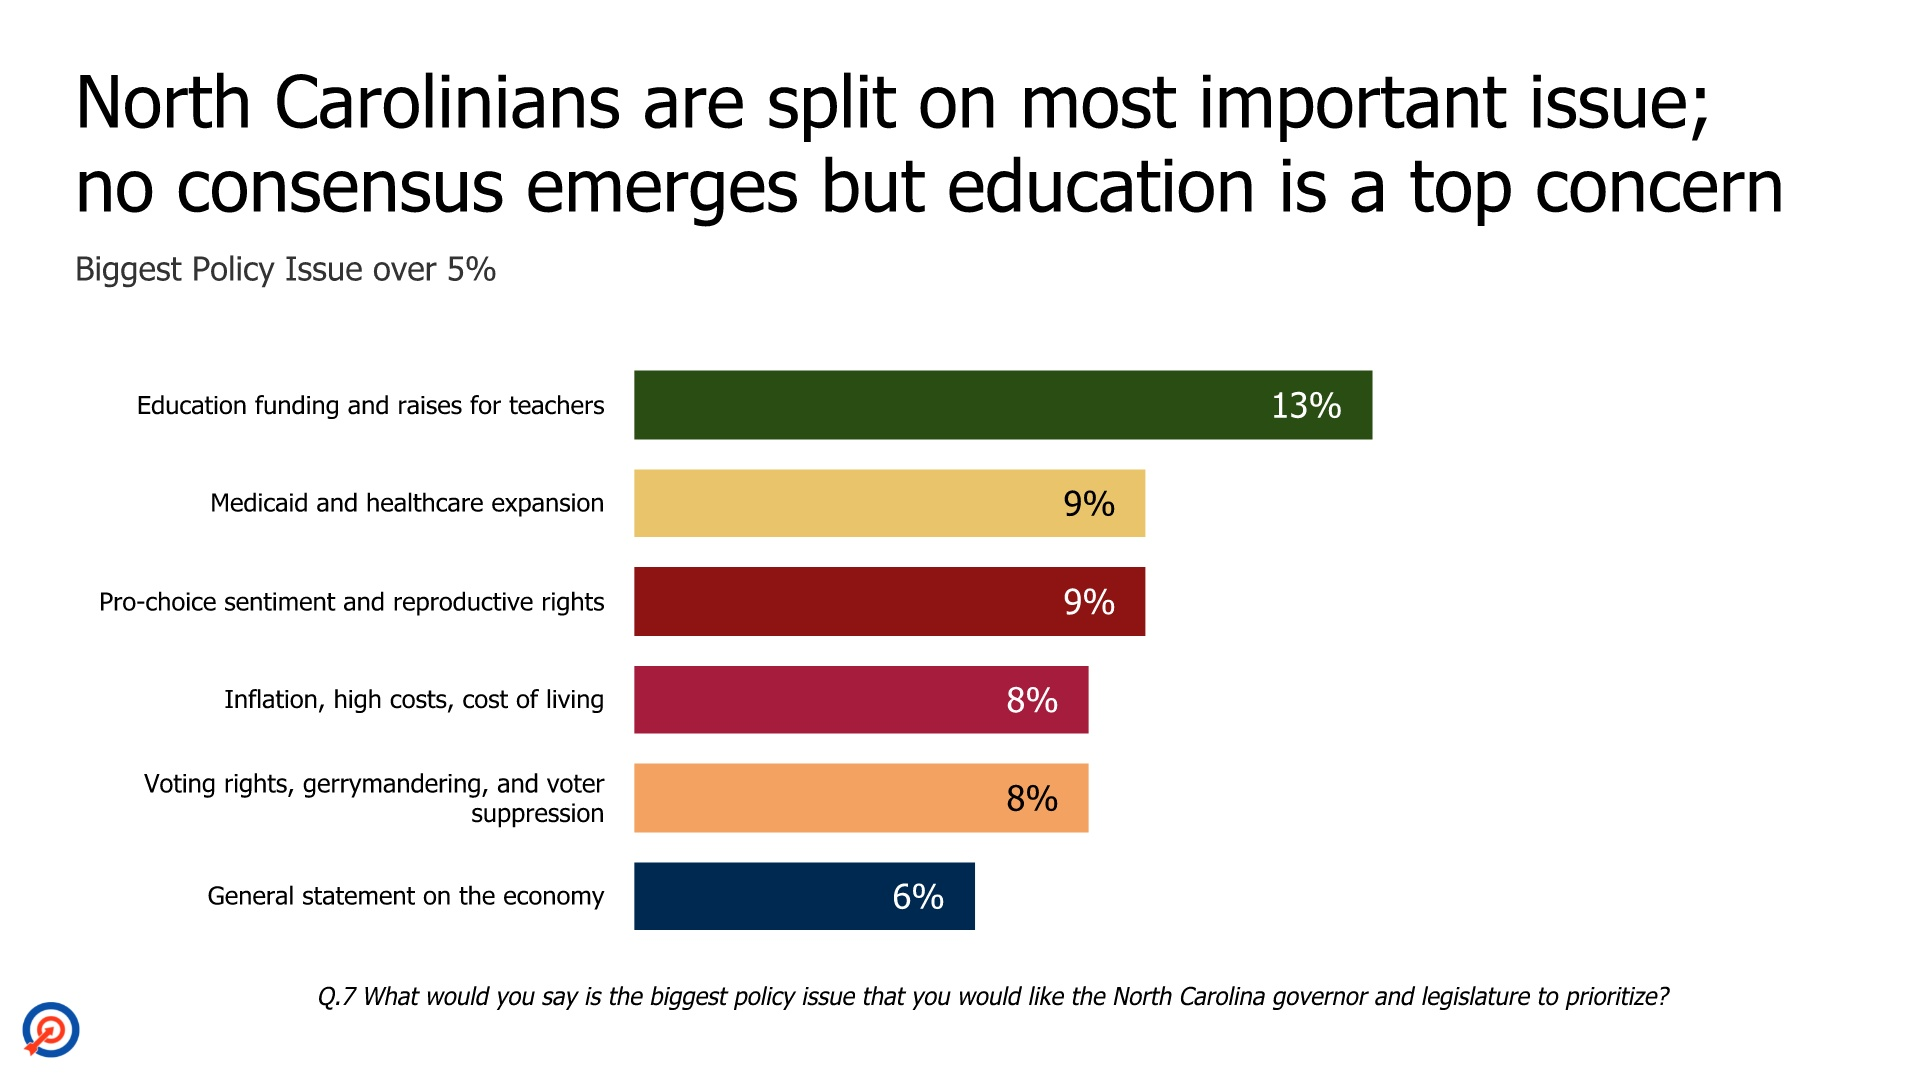 North Carolinians are split on most important issue;
no consensus emerges but education is a top concern
Biggest Policy Issue over 5%
Education funding and raises for teachers
13%
Medicaid and healthcare expansion
9%
Pro-choice sentiment and reproductive rights
9%
Inflation, high costs, cost of living
8%
Voting rights, gerrymandering, and voter
suppression
8%
General statement on the economy
6%
Q.7 What would you say is the biggest policy issue that you would like the North Carolina governor and legislature to prioritize?